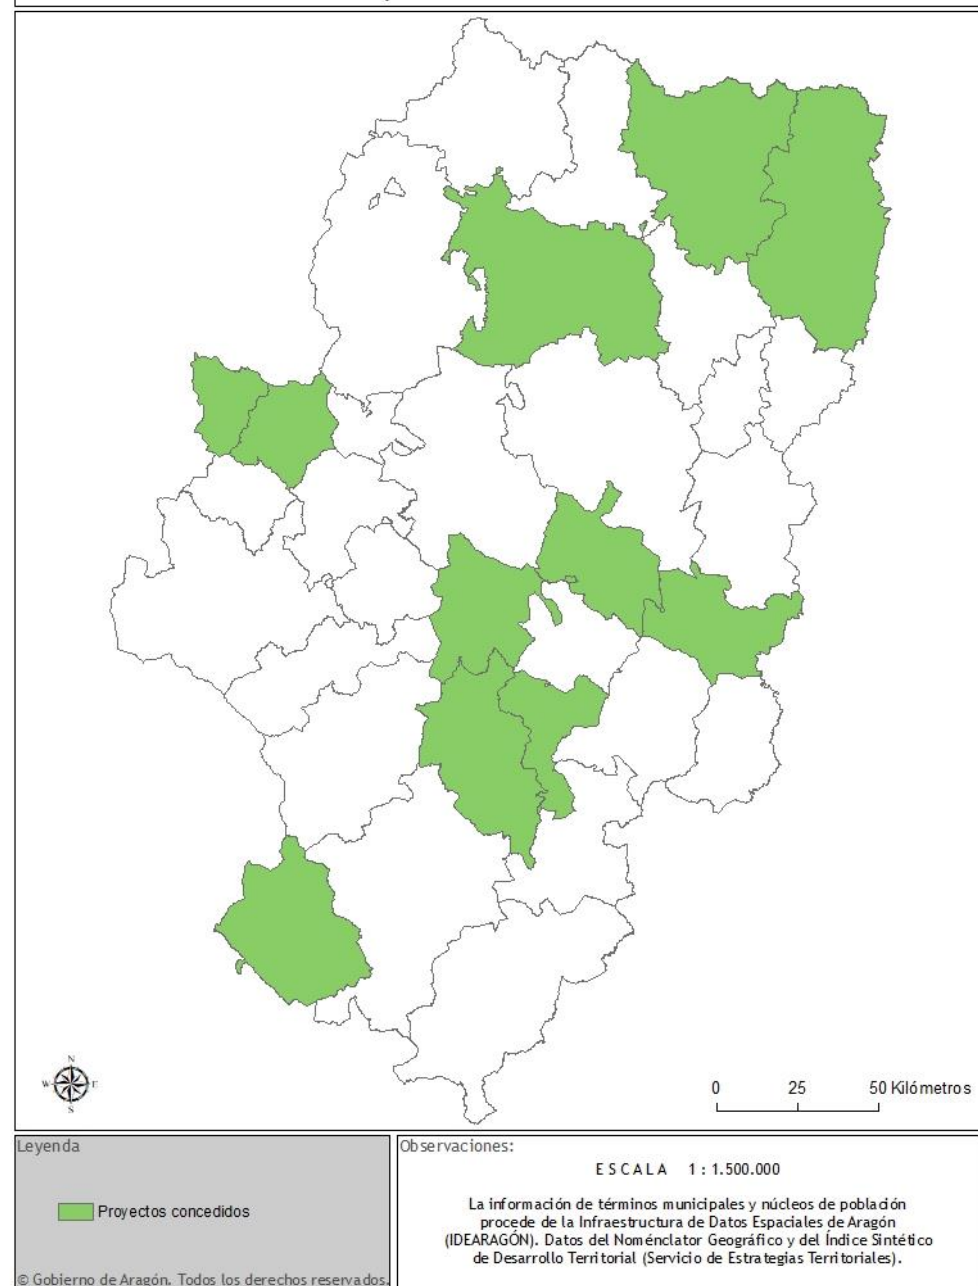 N
W
E
S
0 25 50 Kilómetros
Leyenda
Proyectos concedidos
© Gobierno de Aragón. Todos los derechos reservados.
Observaciones:
ESCALA 1 : 1.500.000
La información de términos municipales y núcleos de población
procede de la Infraestructura de Datos Espaciales de Aragón
(IDEARAGÓN). Datos del Nomenclator Geográfico y del Índice Sintético
de Desarrollo Territorial (Servicio de Estrategias Territoriales).